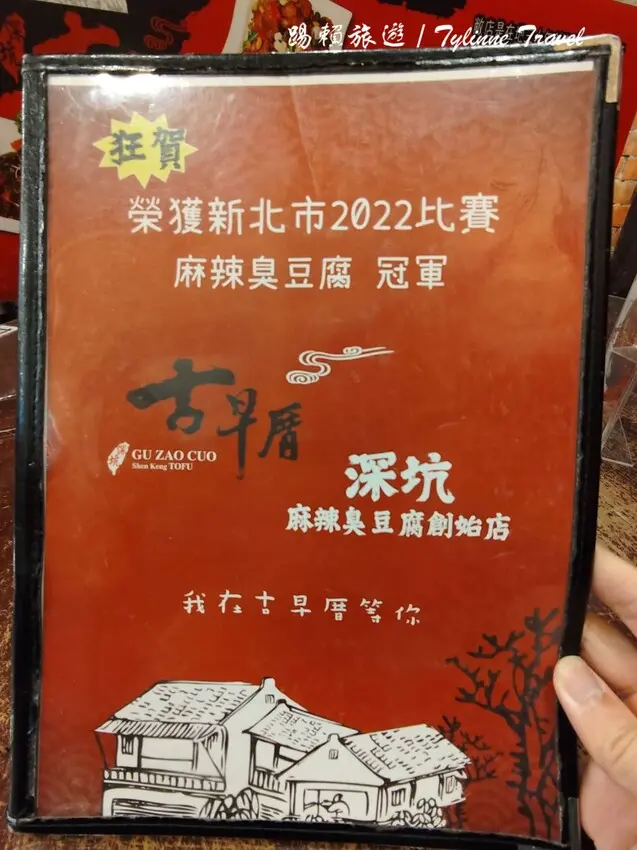 踢賴旅遊 / Tylinne Travel
狂賀
榮獲新北市2022比賽
麻辣臭豆腐 冠軍
古早厝
GU ZAO CUO
Shen Keng TOFU
深坑
麻辣臭豆腐創始店
我在古早厝等你